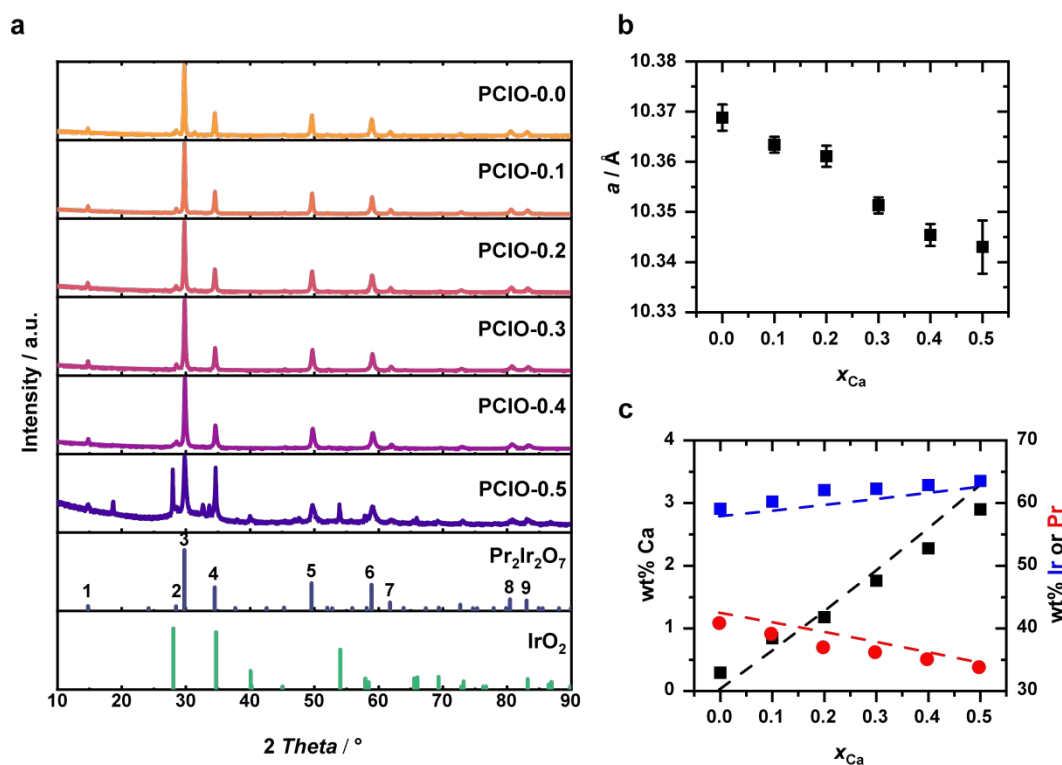 a
PCIO-0.0
PCIO-0.1
PCIO-0.2
PCIO-0.3
PCIO-0.4
PCIO-0.5
Pr₂Ir₂O₇
1 2 3 4 5 6 7 8 9
IrO₂
10 20 30 40 50 60 70 80 90
2 Theta / °
Intensity / a.u.
b
10.38
10.37
10.36
10.35
10.34
10.33
a / Å
0.0 0.1 0.2 0.3 0.4 0.5
x_Ca
c
4
3
2
1
0
wt% Ca
70
60
50
40
30
wt% Ir or Pr
0.0 0.1 0.2 0.3 0.4 0.5
x_Ca